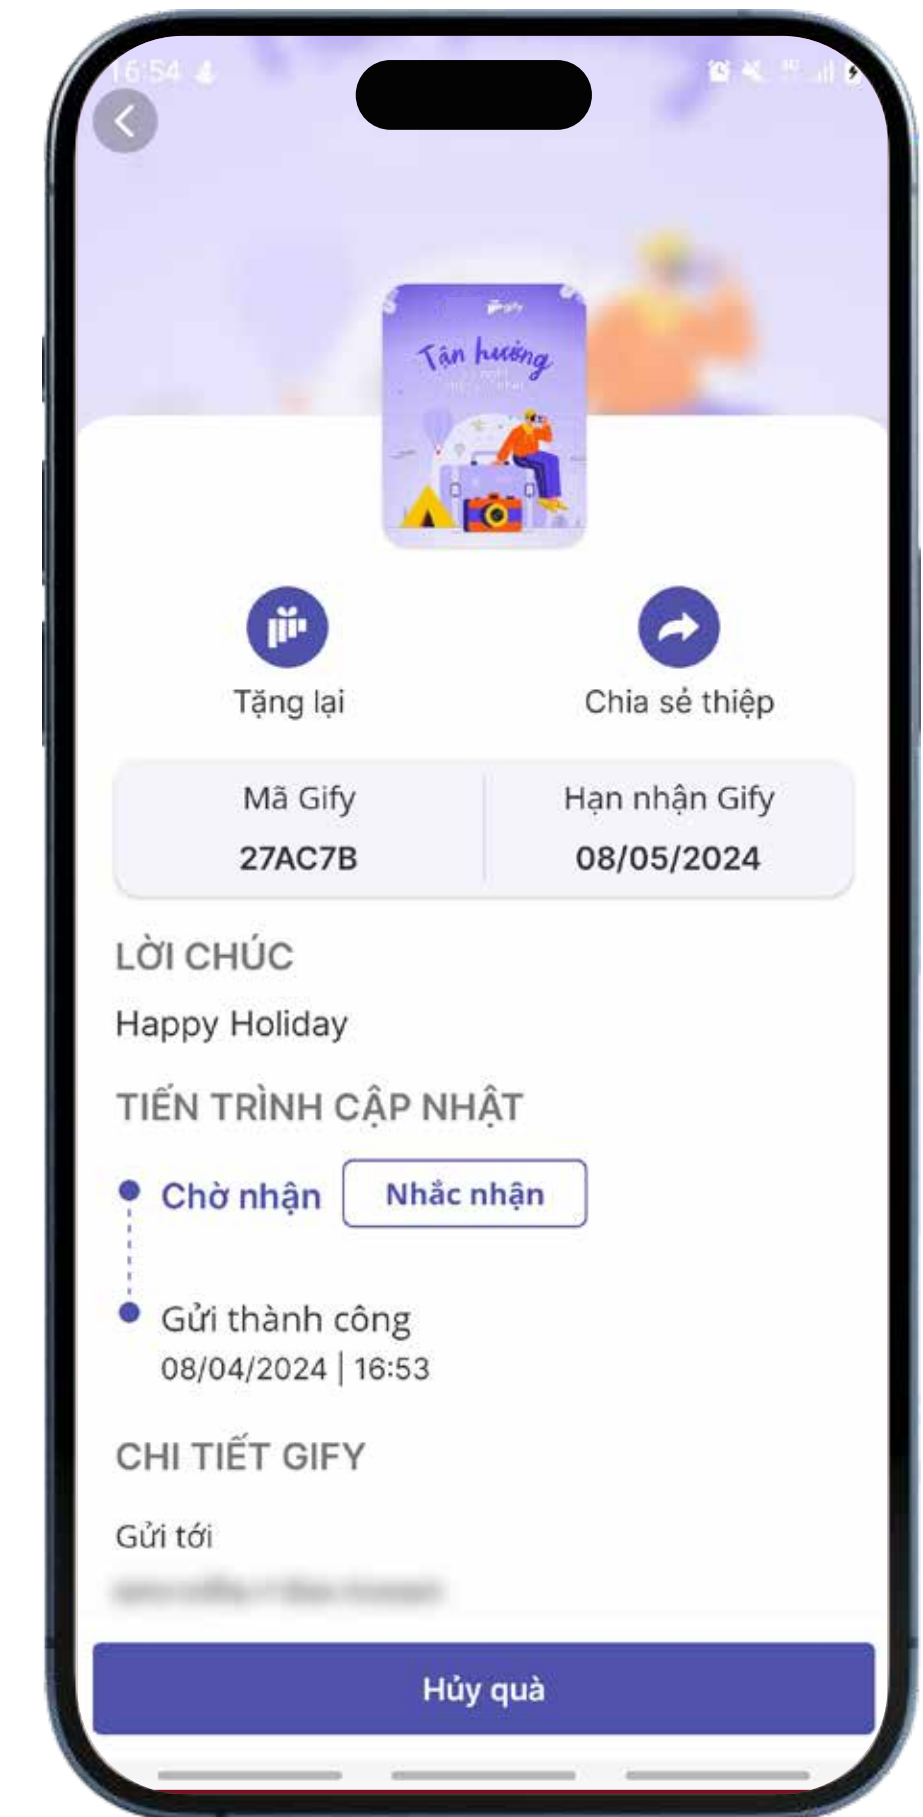 16:54
gify
Tận hưởng
Tặng lại
Chia sẻ thiệp
Mã Gify
27AC7B
Hạn nhận Gify
08/05/2024
LỜI CHÚC
Happy Holiday
TIẾN TRÌNH CẬP NHẬT
Chờ nhận
Nhắc nhận
Gửi thành công
08/04/2024 | 16:53
CHI TIẾT GIFY
Gửi tới
Hủy quà